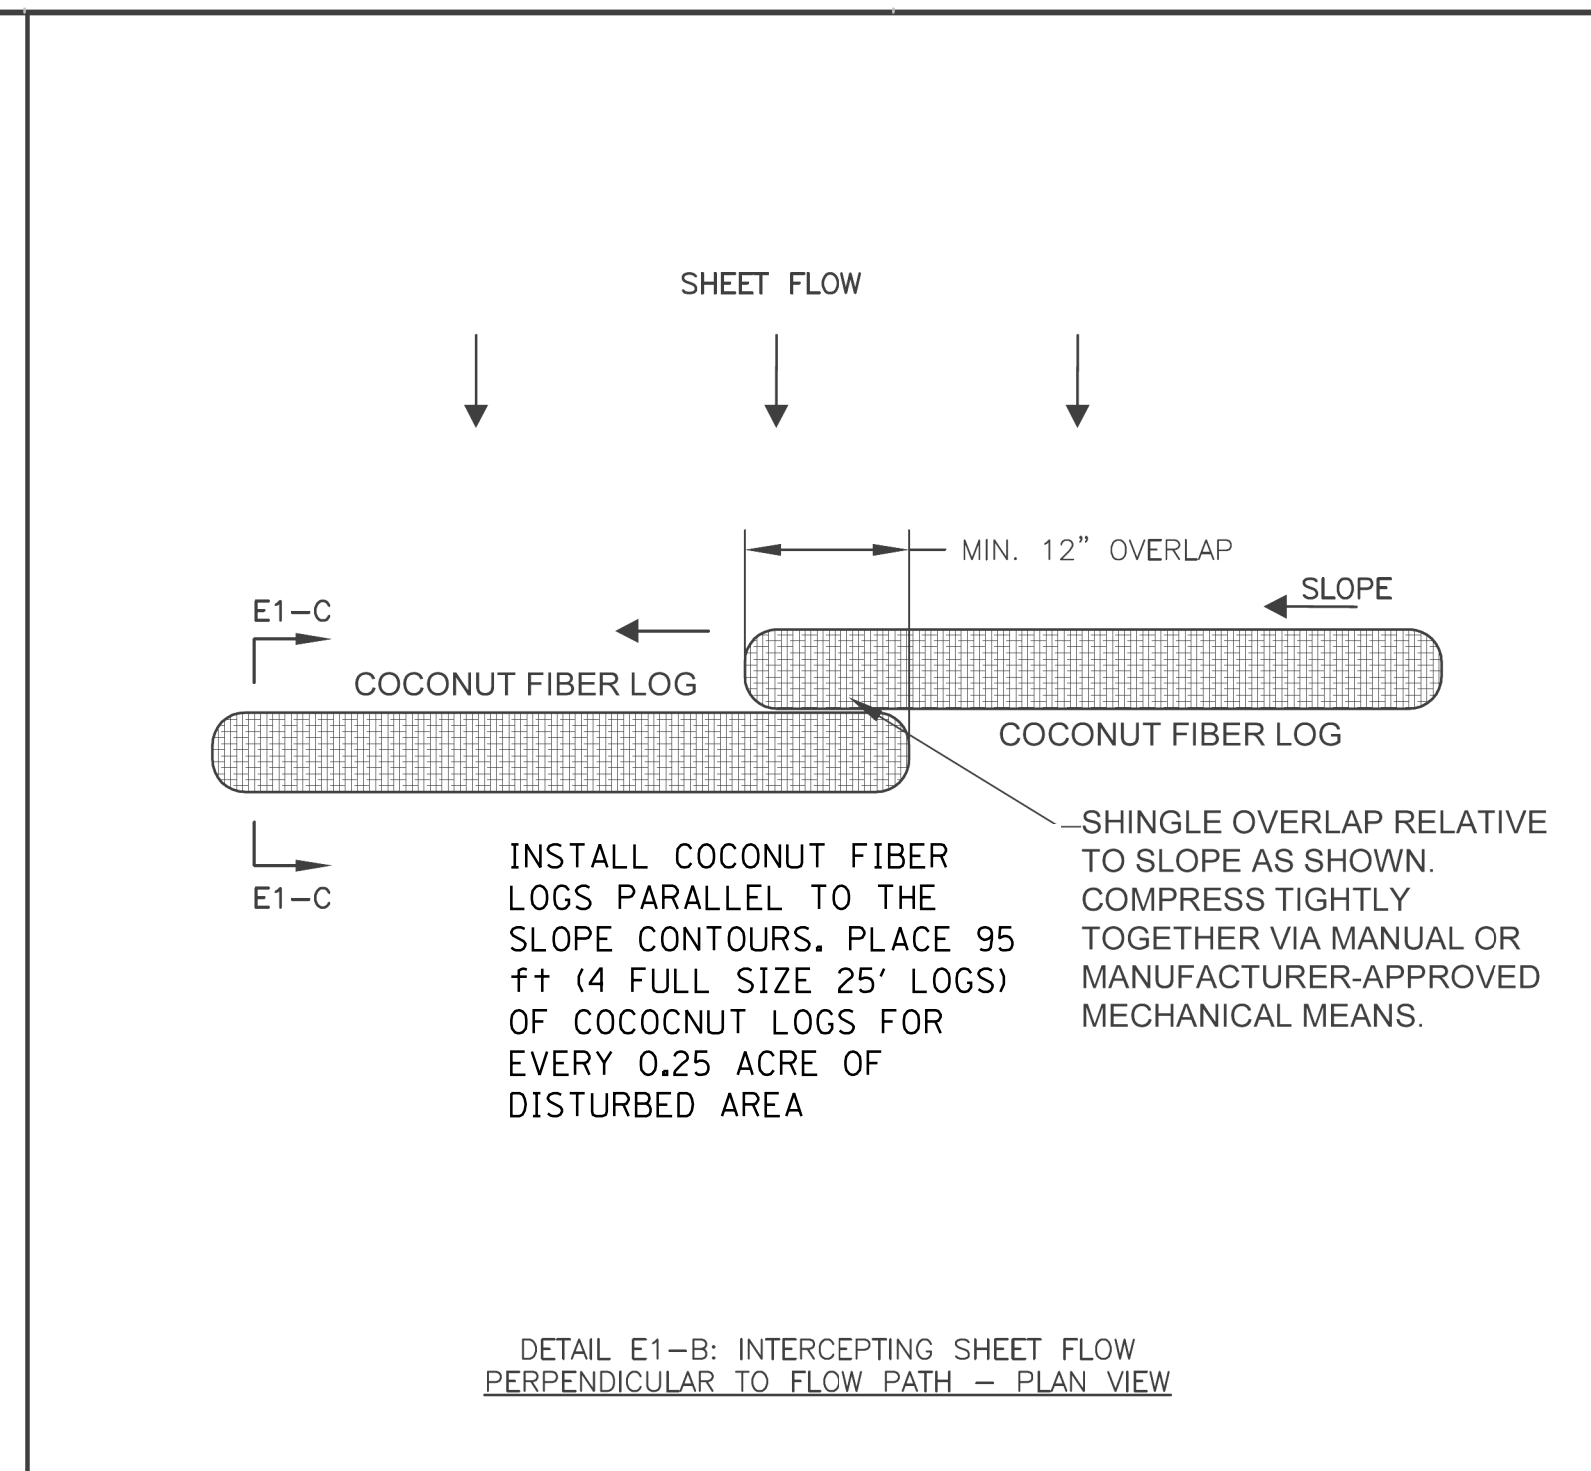 SHEET FLOW
MIN. 12” OVERLAP
SLOPE
E1–C
COCONUT FIBER LOG
COCONUT FIBER LOG
SHINGLE OVERLAP RELATIVE
TO SLOPE AS SHOWN.
COMPRESS TIGHTLY
TOGETHER VIA MANUAL OR
MANUFACTURER-APPROVED
MECHANICAL MEANS.
E1–C
INSTALL COCONUT FIBER
LOGS PARALLEL TO THE
SLOPE CONTOURS. PLACE 95
ft (4 FULL SIZE 25' LOGS)
OF COCOCNUT LOGS FOR
EVERY 0.25 ACRE OF
DISTURBED AREA
DETAIL E1–B: INTERCEPTING SHEET FLOW
PERPENDICULAR TO FLOW PATH – PLAN VIEW